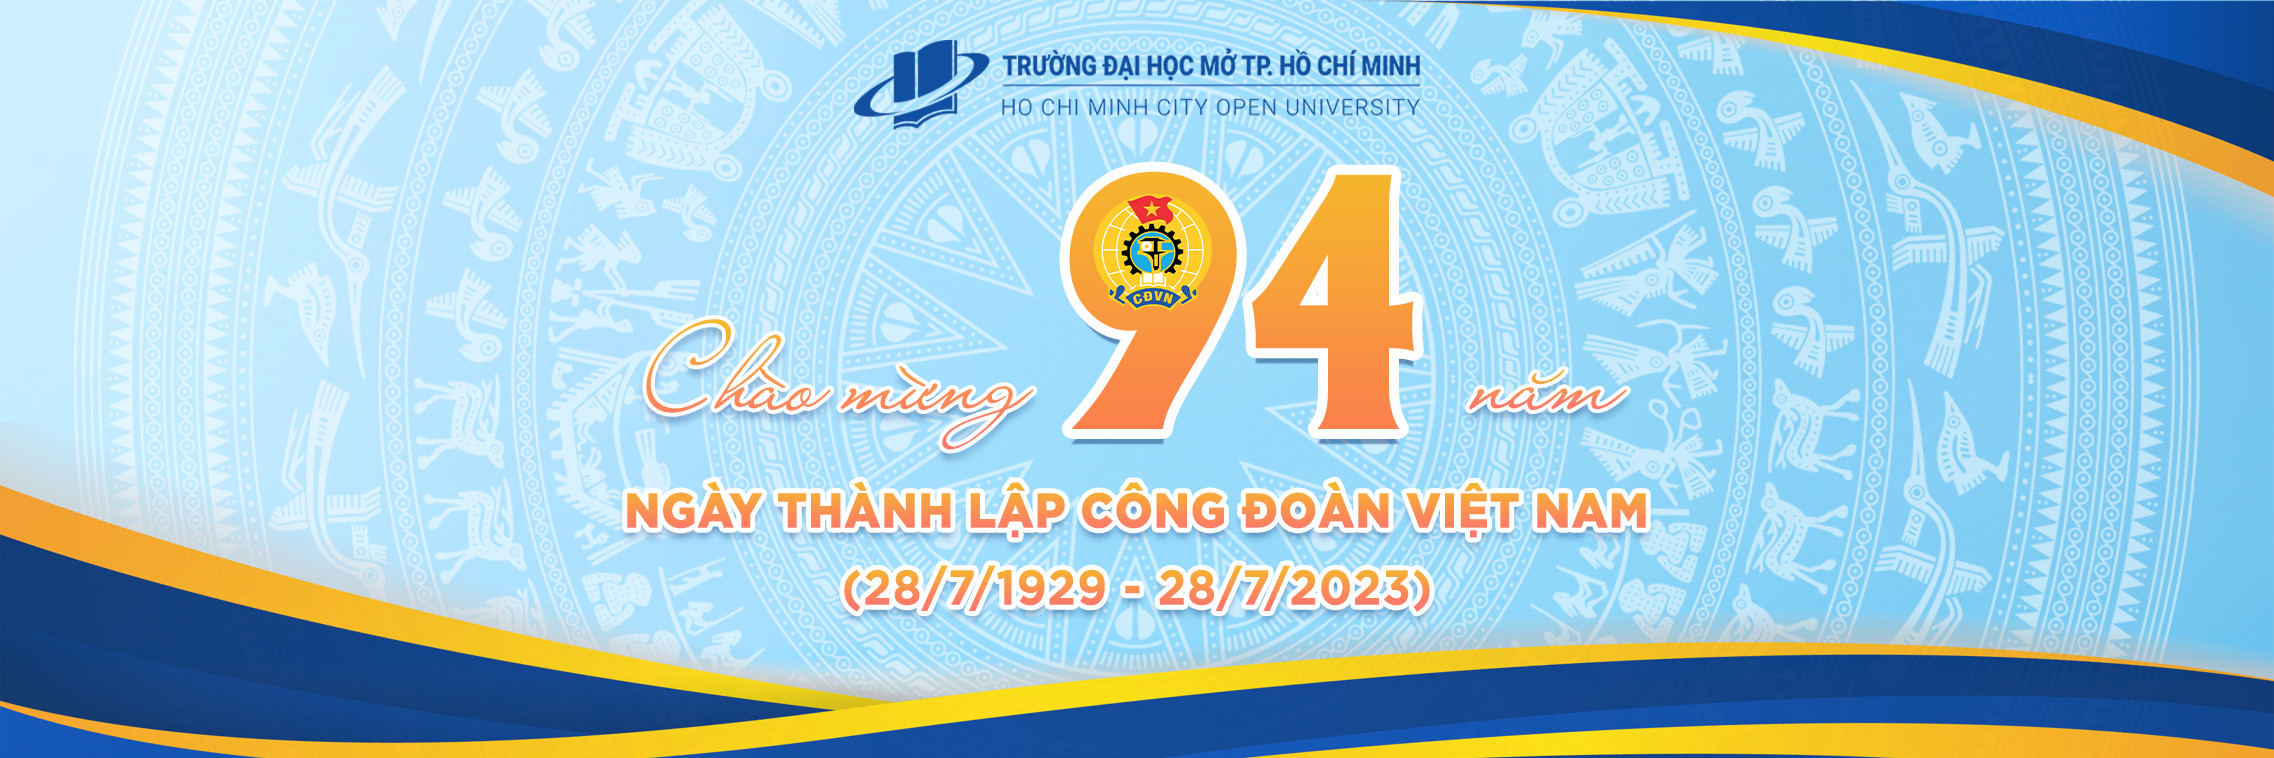 TRƯỜNG ĐẠI HỌC MỞ TP. HỒ CHÍ MINH
HO CHI MINH CITY OPEN UNIVERSITY
Chào mừng 94 năm
CĐVN
NGÀY THÀNH LẬP CÔNG ĐOÀN VIỆT NAM
(28/7/1929 - 28/7/2023)